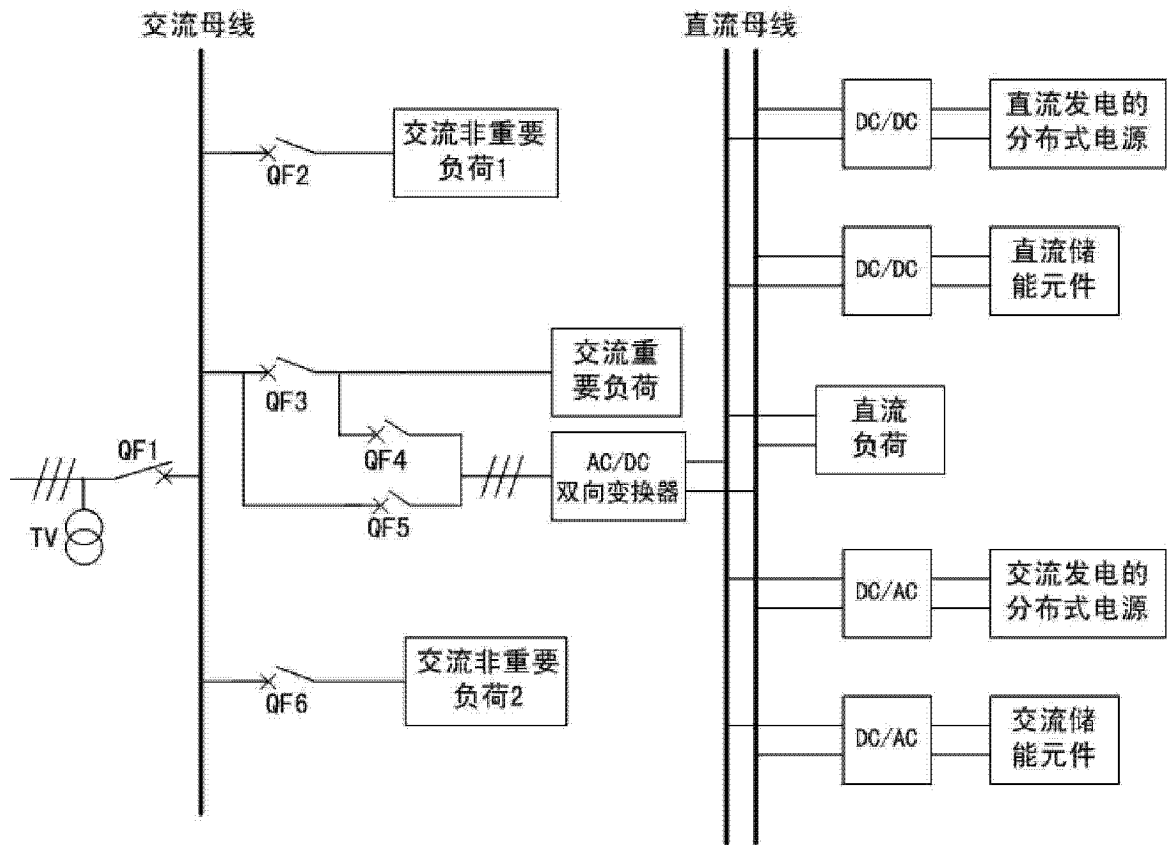 交流母线
直流母线
交流非重要
负荷1
QF2
DC/DC
直流发电的
分布式电源
DC/DC
直流储
能元件
QF3
交流重
要负荷
直流
负荷
QF4
QF1
TV
QF5
AC/DC
双向变换器
DC/AC
交流发电的
分布式电源
QF6
交流非重要
负荷2
DC/AC
交流储
能元件